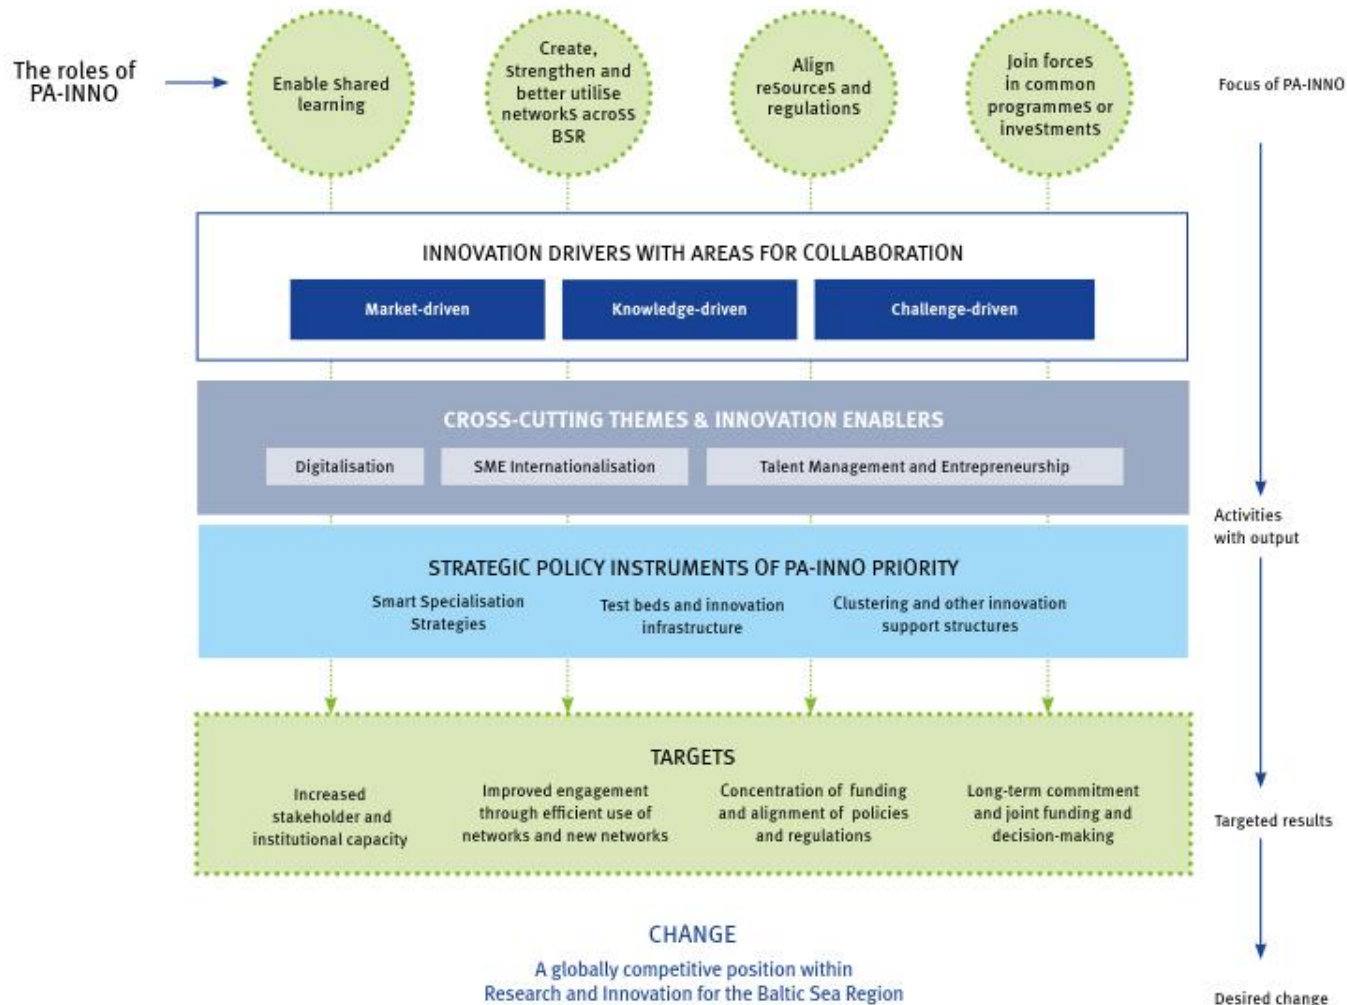 The roles of
PA-INNO
Enable Shared
learning
Create,
strengthen and
better utilise
networks across
BSR
Align
resources and
regulations
Join forces
in common
programmes or
investments
Focus of PA-INNO
INNOVATION DRIVERS WITH AREAS FOR COLLABORATION
Market-driven
Knowledge-driven
Challenge-driven
CROSS-CUTTING THEMES & INNOVATION ENABLERS
Digitalisation
SME Internationalisation
Talent Management and Entrepreneurship
Activities
with output
STRATEGIC POLICY INSTRUMENTS OF PA-INNO PRIORITY
Smart Specialisation
Strategies
Test beds and innovation
infrastructure
Clustering and other innovation
support structures
TARGETS
Increased
stakeholder and
institutional capacity
Improved engagement
through efficient use of
networks and new networks
Concentration of funding
and alignment of policies
and regulations
Long-term commitment
and joint funding and
decision-making
Targeted results
CHANGE
A globally competitive position within
Research and Innovation for the Baltic Sea Region
Desired change